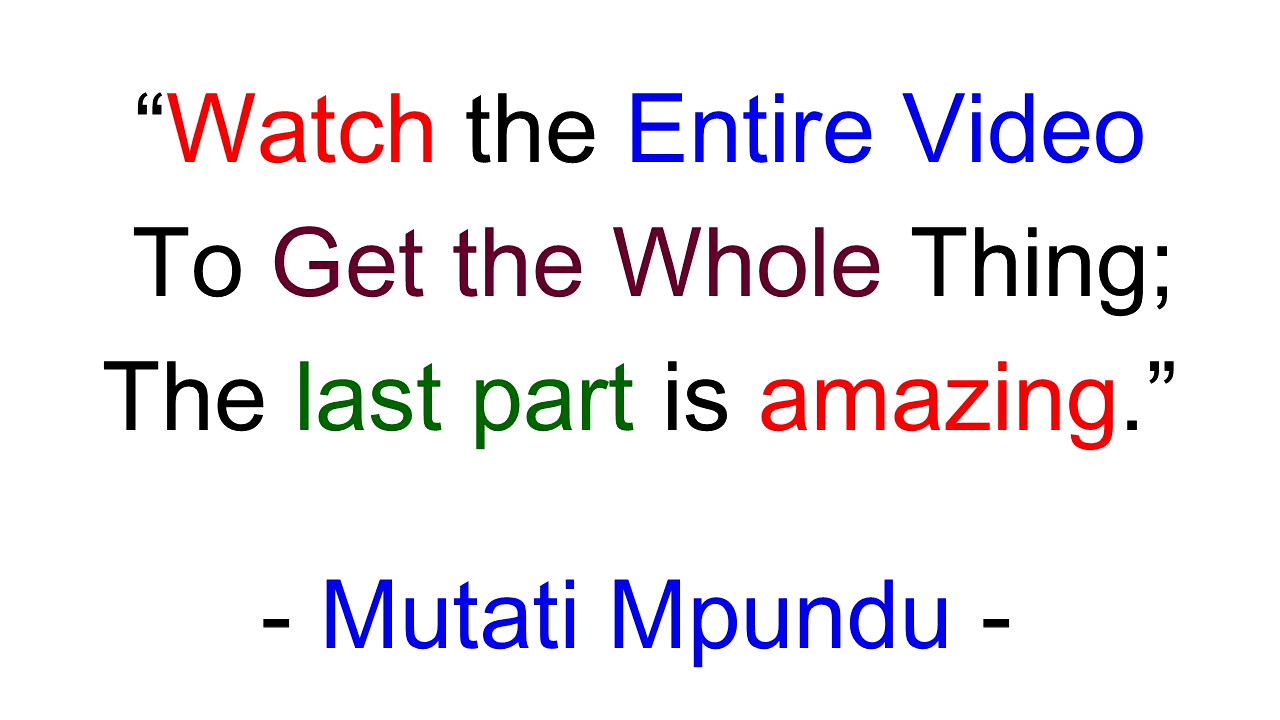 “Watch the Entire Video
To Get the Whole Thing;
The last part is amazing.”
- Mutati Mpundu -